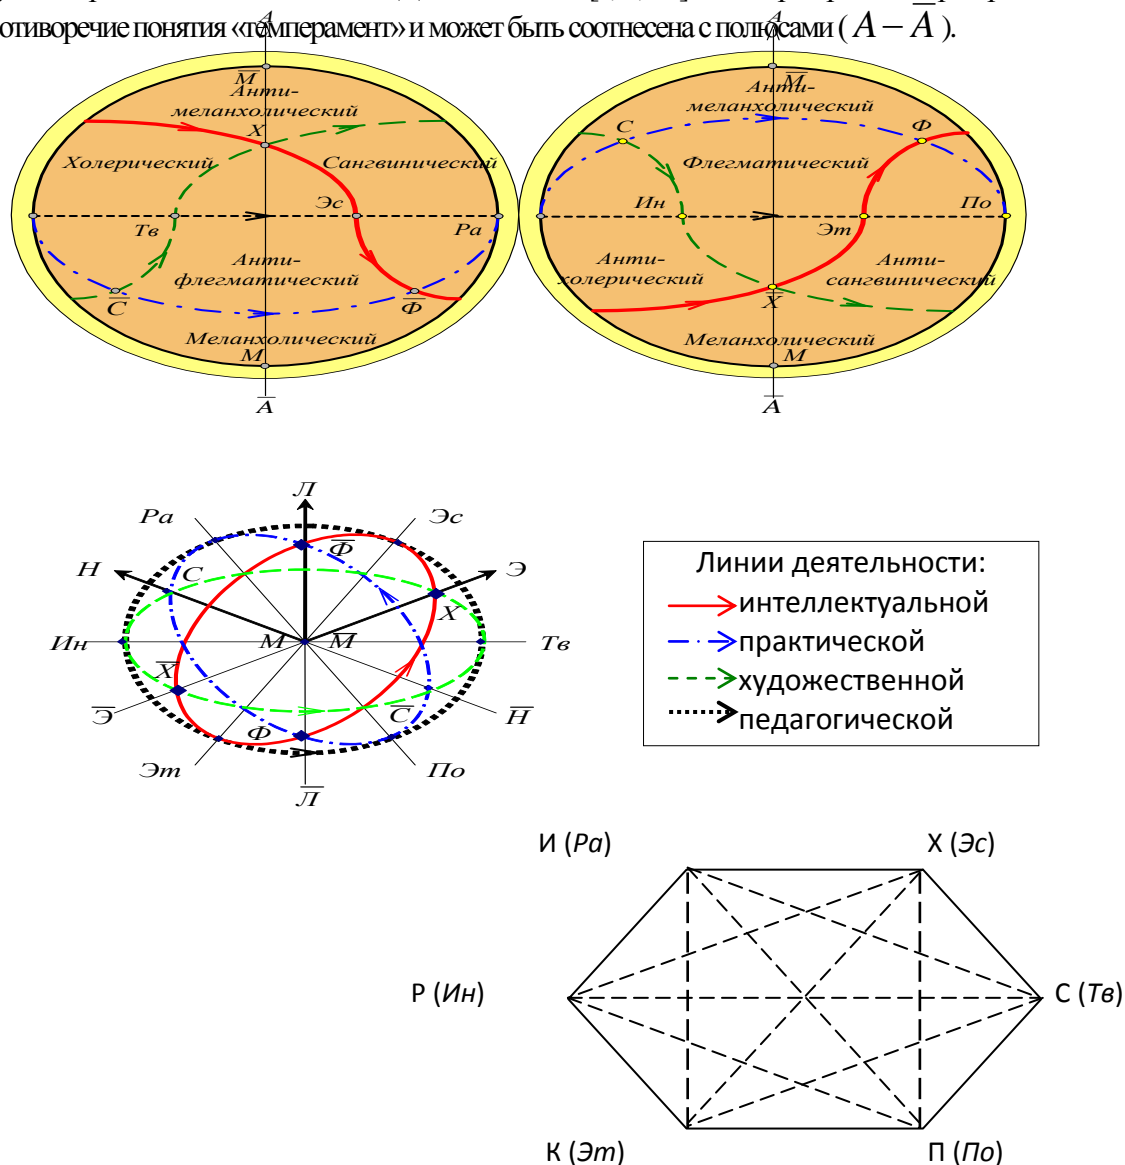 отиворечие понятия «темперамент» и может быть соотнесена с полюсами ( A – A̅ ).
A A
M̅ M̅
Анти-
меланхолический
Анти-
меланхолический
X С Ф
Холерический Сангвинический Флегматический
Эс Ин По
Тв Ра Эт
Анти-
флегматический
Анти-
холерический
Анти-
сангвинический
С̅ Ф̅ X̅
Меланхолический Меланхолический
M M
A̅ A̅
Л
Ра Эс
Ф̅
Н С Э
X
Ин M M̅ Тв
X̅
Э̅ С̅ Н̅
Ф
Эт По
Л̅
Линии деятельности:
интеллектуальной
практической
художественной
педагогической
И (Ра) Х (Эс)
Р (Ин) С (Тв)
К (Эт) П (По)